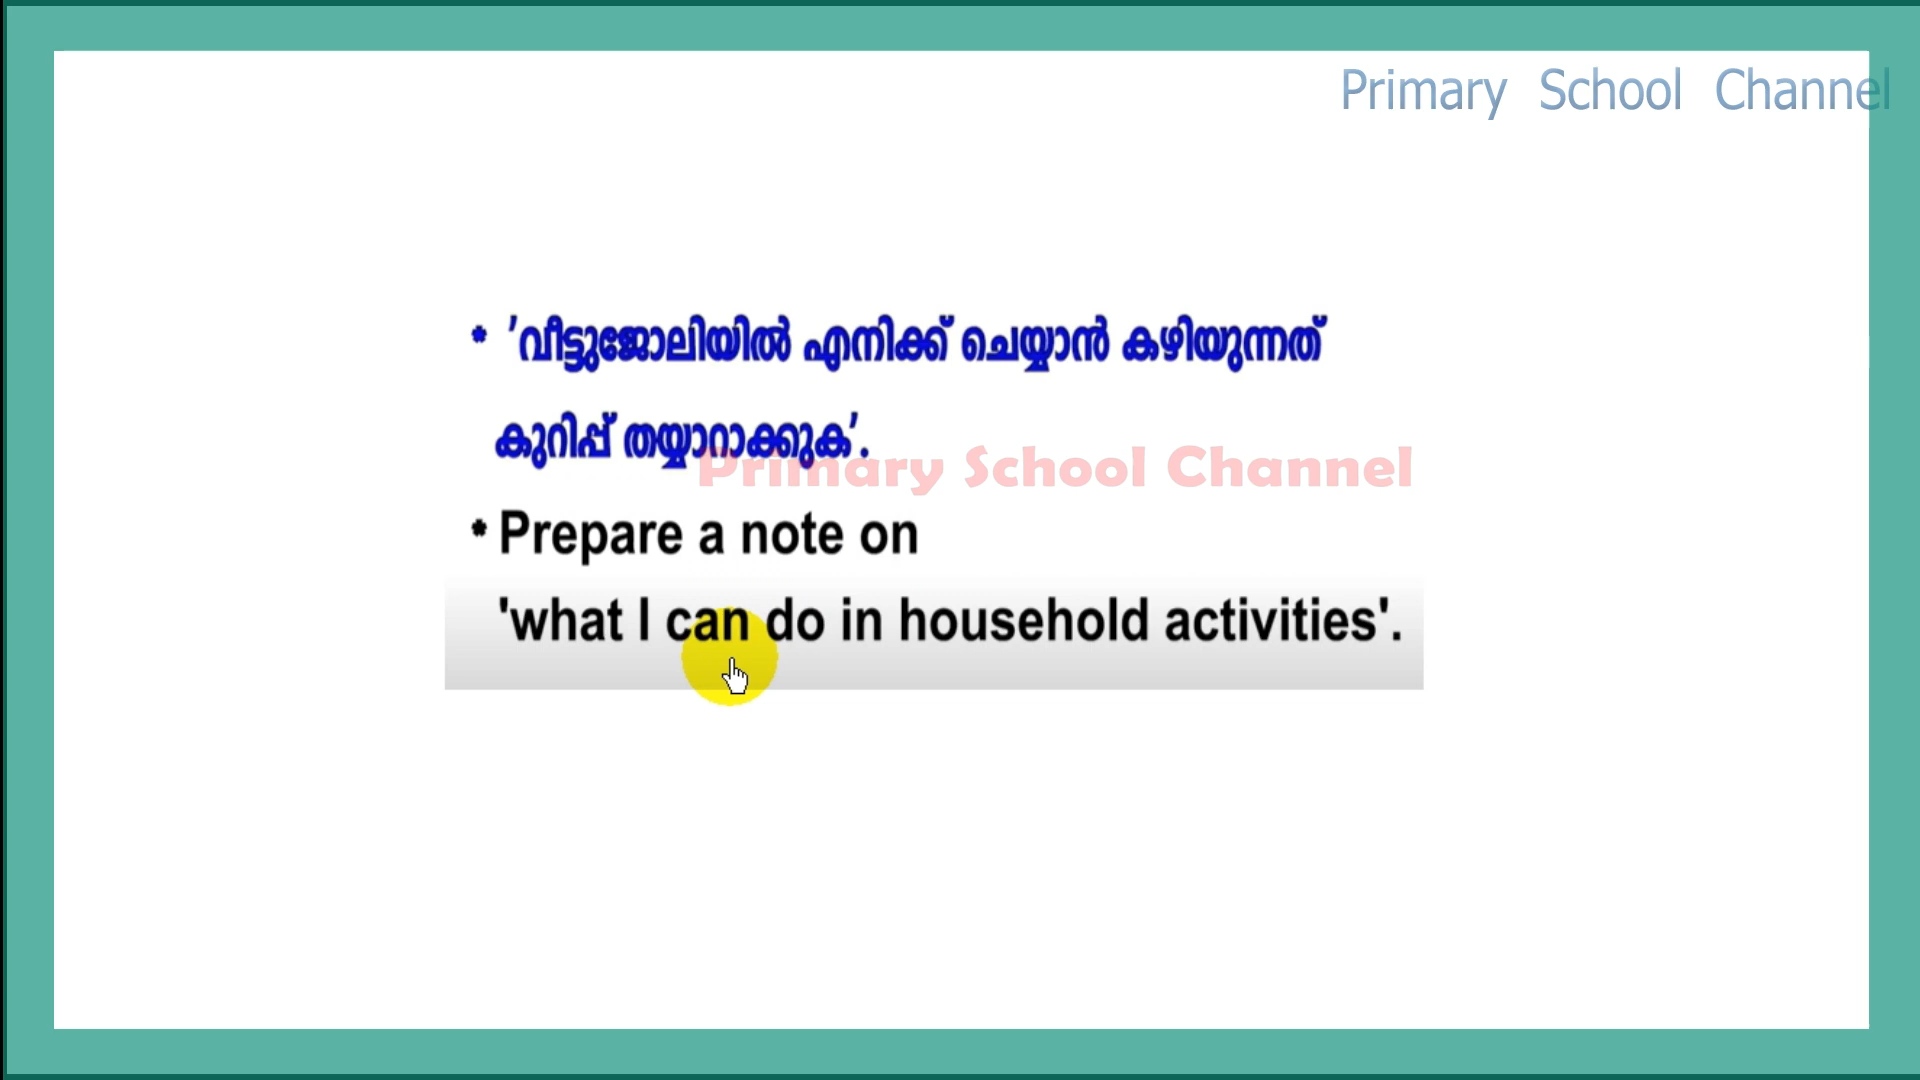 Primary School Channel
* 'വീട്ടുജോലിയിൽ എനിക്ക് ചെയ്യാൻ കഴിയുന്നത്
കുറിപ്പ് തയ്യാറാക്കുക'.
Primary School Channel
* Prepare a note on
'what I can do in household activities'.